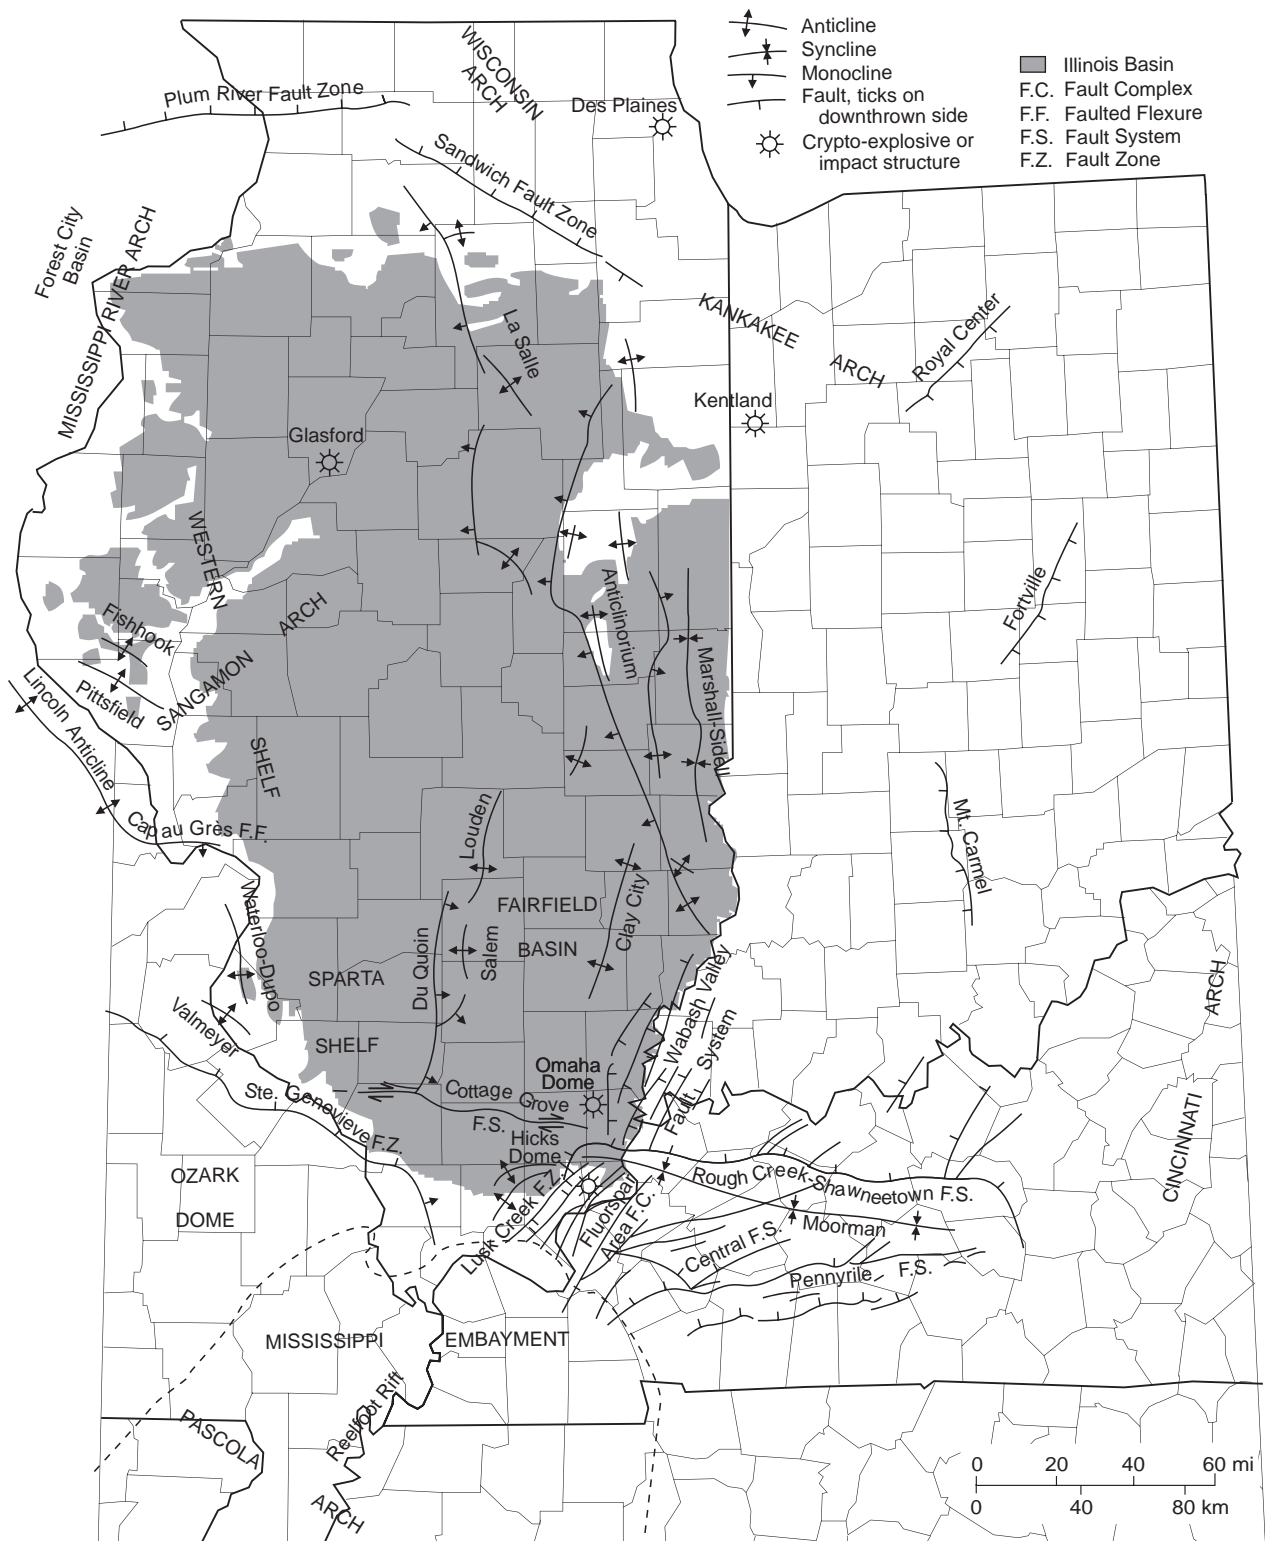 Anticline
Syncline
Monocline
Fault, ticks on
downthrown side
Crypto-explosive or
impact structure
Illinois Basin
F.C. Fault Complex
F.F. Faulted Flexure
F.S. Fault System
F.Z. Fault Zone
WISCONSIN
ARCH
Plum River Fault Zone
Des Plaines
Sandwich Fault Zone
Forest City
Basin
MISSISSIPPI RIVER ARCH
KANKAKEE
ARCH
Royal Center
La Salle
Kentland
Glasford
WESTERN
Anticlinorium
Fortville
ARCH
Fishhook
SANGAMON
Pittsfield
Lincoln Anticline
Marshall-Sidell
SHELF
Louden
Mt. Carmel
Cap au Grès F.F.
Waterloo-Dupo
FAIRFIELD
Clay City
BASIN
Salem
Du Quoin
SPARTA
SHELF
Valmeyer
Wabash Valley
Fault System
ARCH
CINCINNATI
Omaha
Dome
Cottage Grove
F.S.
Ste. Genevieve F.Z.
Hicks
Dome
OZARK
DOME
Rough Creek-Shawneetown F.S.
Lusk Creek F.Z.
Fluorspar
Area F.C.
Moorman
Central F.S.
Pennyrile F.S.
MISSISSIPPI EMBAYMENT
Reelfoot Rift
PASCOLA
ARCH
0 20 40 60 mi
0 40 80 km